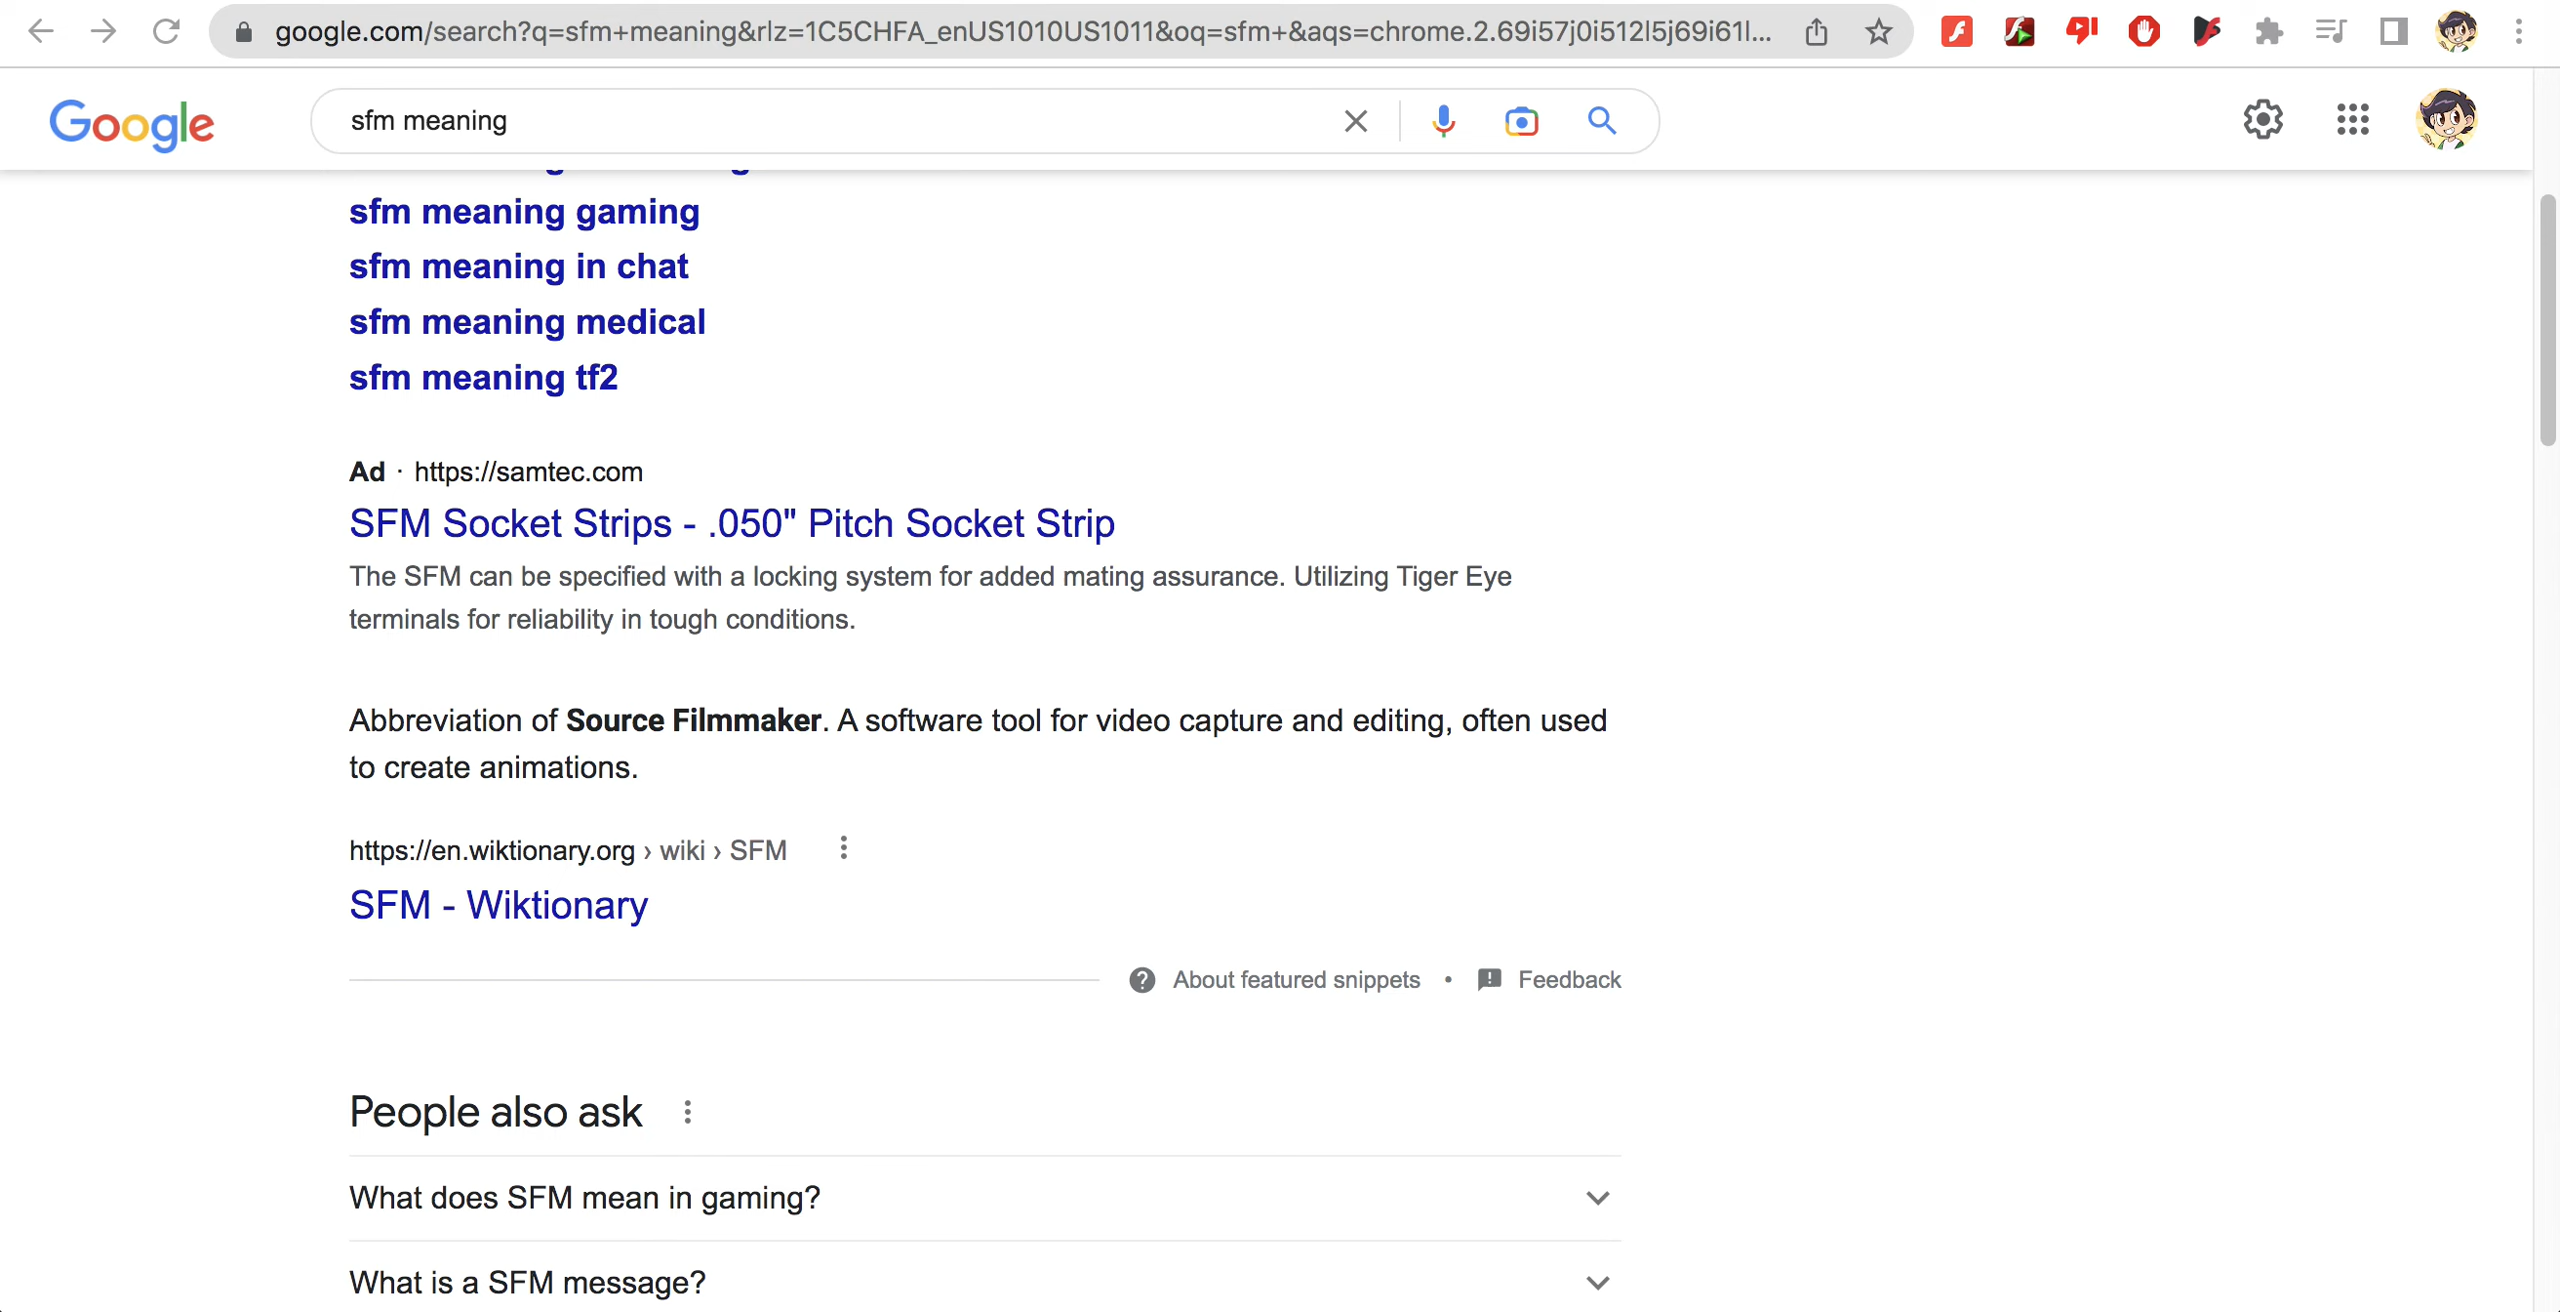 google.com/search?q=sfm+meaning&rlz=1C5CHFA_enUS1010US1011&oq=sfm+&aqs=chrome.2.69i57j0i512l5j69i61l...
Google
sfm meaning
sfm meaning gaming
sfm meaning in chat
sfm meaning medical
sfm meaning tf2
Ad · https://samtec.com
SFM Socket Strips - .050" Pitch Socket Strip
The SFM can be specified with a locking system for added mating assurance. Utilizing Tiger Eye
terminals for reliability in tough conditions.
Abbreviation of Source Filmmaker. A software tool for video capture and editing, often used
to create animations.
https://en.wiktionary.org › wiki › SFM
SFM - Wiktionary
About featured snippets • Feedback
People also ask
What does SFM mean in gaming?
What is a SFM message?